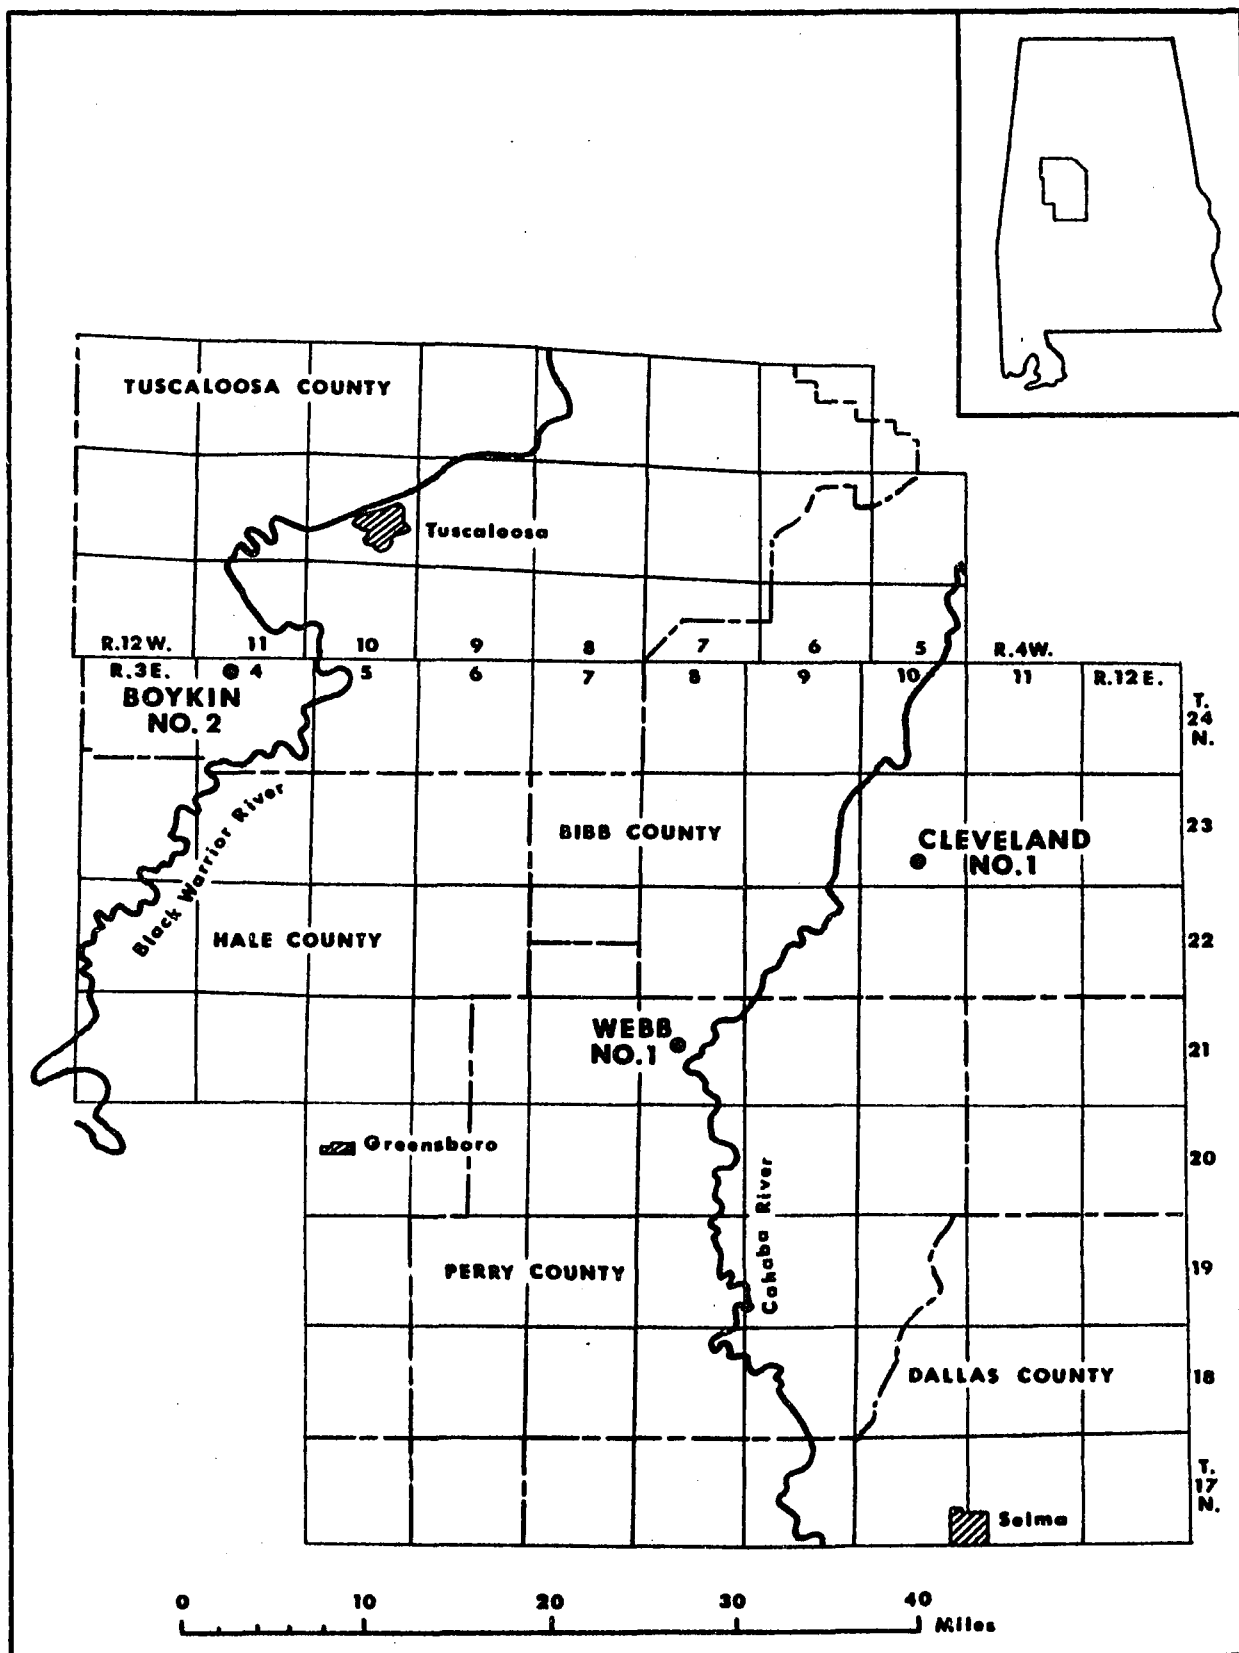 TUSCALOOSA COUNTY
Tuscaloosa
R.12W. 11 10 9 8 7 6 5 R.4W.
R.3E. 4 5 6 7 8 9 10 11 R.12E.
BOYKIN
NO. 2
T.
24
N.
Black Warrior River
BIBB COUNTY
23
CLEVELAND
NO.1
HALE COUNTY
22
WEBB
NO.1
21
Greensboro
20
Cahaba River
PERRY COUNTY
19
DALLAS COUNTY
18
T.
17
N.
Selma
0 10 20 30 40
Miles